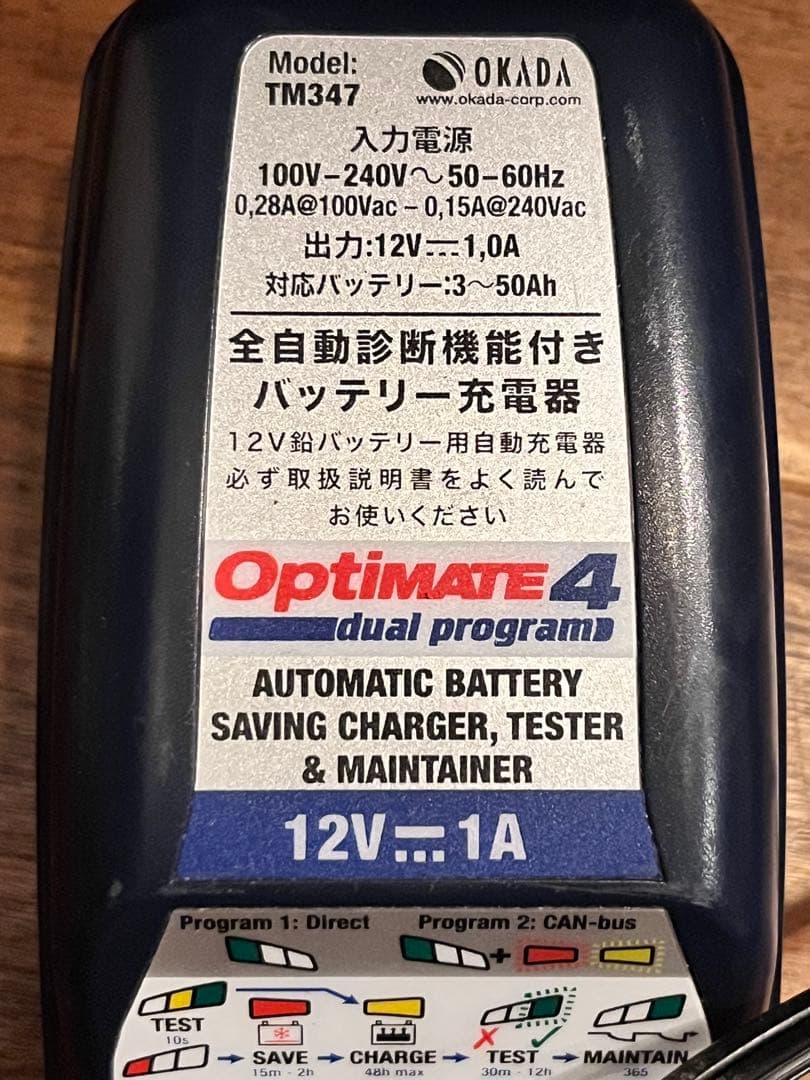 Model:
TM347
OKADA
www.okada-corp.com
入力電源
100V–240V～50–60Hz
0,28A@100Vac – 0,15A@240Vac
出力:12V⎓1,0A
対応バッテリー:3～50Ah
全自動診断機能付き
バッテリー充電器
12V鉛バッテリー用自動充電器
必ず取扱説明書をよく読んで
お使いください
OptiMATE 4
dual program
AUTOMATIC BATTERY
SAVING CHARGER, TESTER
& MAINTAINER
12V⎓1A
Program 1: Direct
Program 2: CAN-bus
+
TEST
10s
SAVE
15m - 2h
CHARGE
48h max
TEST
30m - 12h
MAINTAIN
365